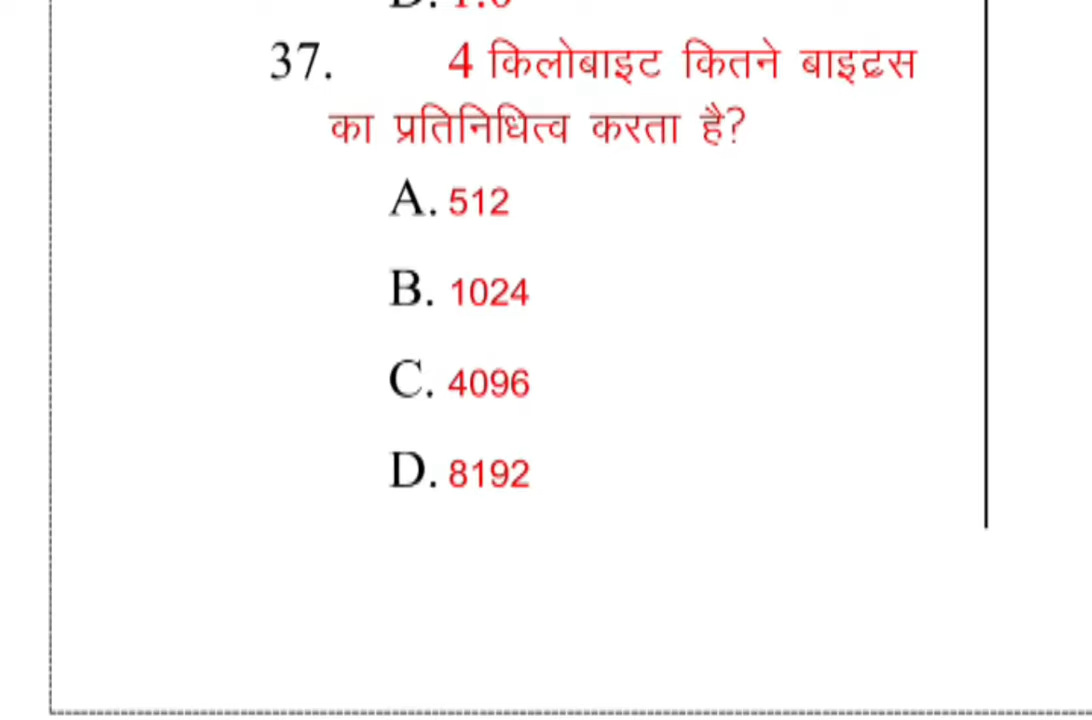 37. 4 किलोबाइट कितने बाइट्स
का प्रतिनिधित्व करता है?
A. 512
B. 1024
C. 4096
D. 8192